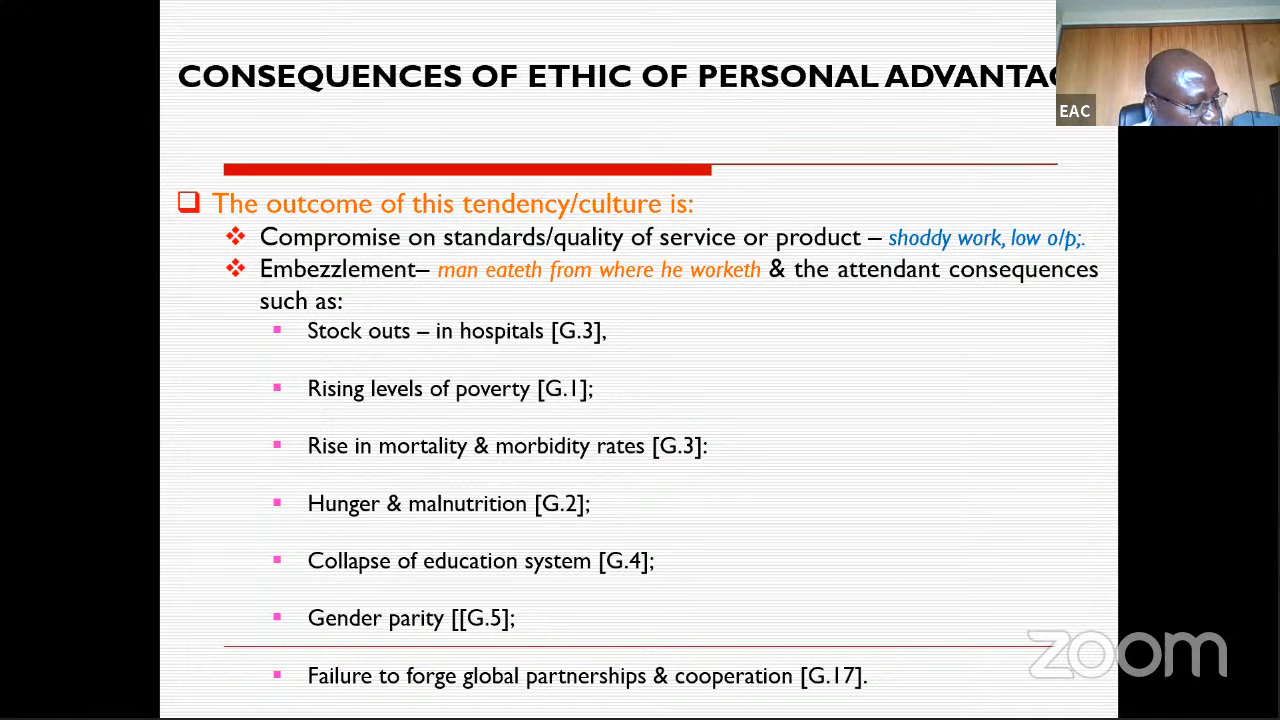 CONSEQUENCES OF ETHIC OF PERSONAL ADVANTAG
EAC
The outcome of this tendency/culture is:
Compromise on standards/quality of service or product – shoddy work, low o/p;.
Embezzlement– man eateth from where he worketh & the attendant consequences
such as:
Stock outs – in hospitals [G.3],
Rising levels of poverty [G.1];
Rise in mortality & morbidity rates [G.3]:
Hunger & malnutrition [G.2];
Collapse of education system [G.4];
Gender parity [[G.5];
Failure to forge global partnerships & cooperation [G.17].
zoom